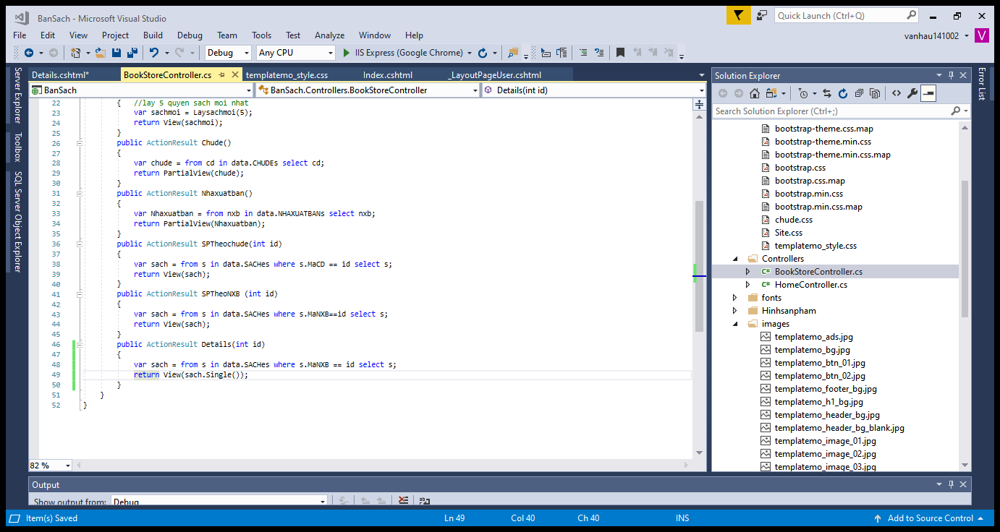 BanSach - Microsoft Visual Studio
Quick Launch (Ctrl+Q)
File Edit View Project Build Debug Team Tools Test Analyze Window Help
vanhau141002
V
Debug Any CPU IIS Express (Google Chrome)
Server Explorer
Toolbox
SQL Server Object Explorer
Details.cshtml* BookStoreController.cs templatemo_style.css Index.cshtml _LayoutPageUser.cshtml
BanSach BanSach.Controllers.BookStoreController Details(int id)
22 { //lay 5 quyen sach moi nhat
23 var sachmoi = Laysachmoi(5);
24 return View(sachmoi);
25 }
26 public ActionResult Chude()
27 {
28 var chude = from cd in data.CHUDEs select cd;
29 return PartialView(chude);
30 }
31 public ActionResult Nhaxuatban()
32 {
33 var Nhaxuatban = from nxb in data.NHAXUATBANs select nxb;
34 return PartialView(Nhaxuatban);
35 }
36 public ActionResult SPTheochude(int id)
37 {
38 var sach = from s in data.SACHes where s.MaCD == id select s;
39 return View(sach);
40 }
41 public ActionResult SPTheoNXB (int id)
42 {
43 var sach = from s in data.SACHes where s.MaNXB==id select s;
44 return View(sach);
45 }
46 public ActionResult Details(int id)
47 {
48 var sach = from s in data.SACHes where s.MaNXB == id select s;
49 return View(sach.Single());
50 }
51 }
52 }
82 %
Solution Explorer
Search Solution Explorer (Ctrl+;)
bootstrap-theme.css.map
bootstrap-theme.min.css
bootstrap-theme.min.css.map
bootstrap.css
bootstrap.css.map
bootstrap.min.css
bootstrap.min.css.map
chude.css
Site.css
templatemo_style.css
Controllers
C# BookStoreController.cs
C# HomeController.cs
fonts
Hinhsanpham
images
templatemo_ads.jpg
templatemo_bg.jpg
templatemo_btn_01.jpg
templatemo_btn_02.jpg
templatemo_footer_bg.jpg
templatemo_h1_bg.jpg
templatemo_header_bg.jpg
templatemo_header_bg_blank.jpg
templatemo_image_01.jpg
templatemo_image_02.jpg
templatemo_image_03.jpg
Error List
Output
Show output from: Debug
Item(s) Saved Ln 49 Col 40 Ch 40 INS Add to Source Control